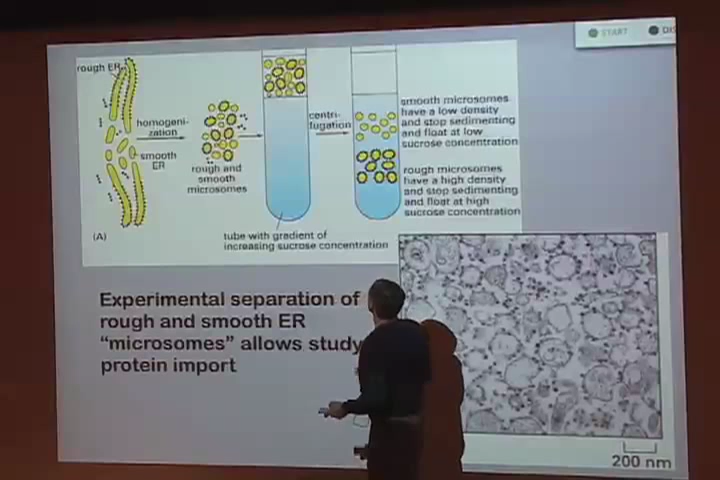 START
rough ER
homogeni-
zation
smooth
ER
rough and
smooth
microsomes
centri-
fugation
smooth microsomes
have a low density
and stop sedimenting
and float at low
sucrose concentration
rough microsomes
have a high density
and stop sedimenting
and float at high
sucrose concentration
(A)
tube with gradient of
increasing sucrose concentration
Experimental separation of
rough and smooth ER
“microsomes” allows study
protein import
200 nm